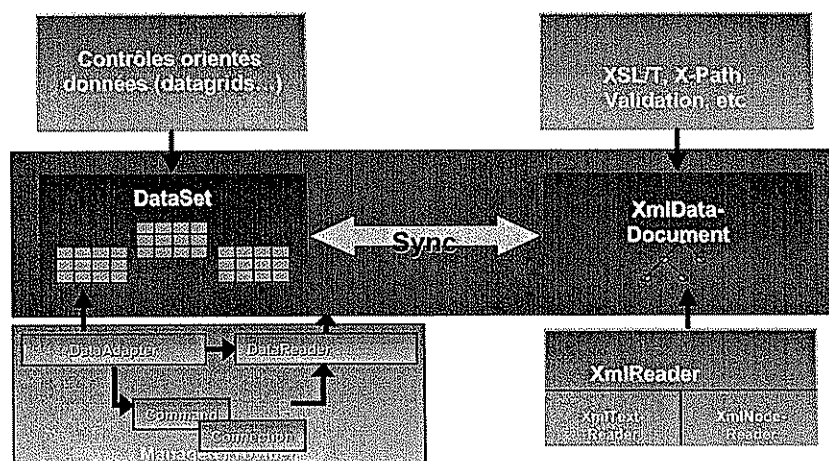 Contrôles orientés
données (datagrids...)
XSL/T, X-Path,
Validation, etc
DataSet
Sync
XmlData-
Document
DataAdapter
DataReader
Command
Connection
XmlReader
XmlText
Reader
XmlNode-
Reader